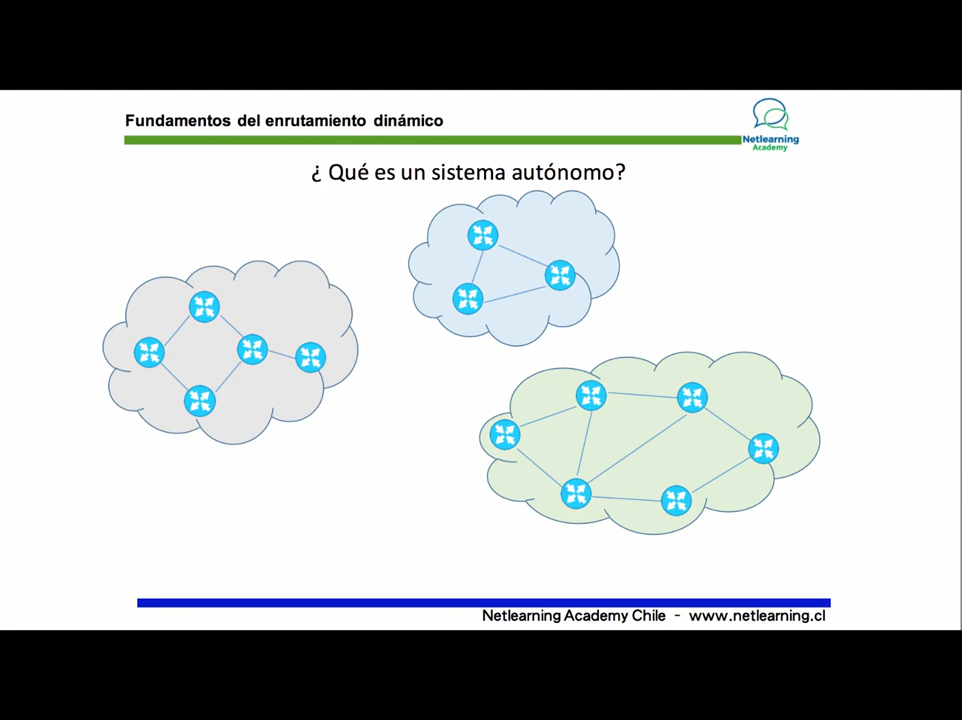 Fundamentos del enrutamiento dinámico
Netlearning
Academy
¿ Qué es un sistema autónomo?
Netlearning Academy Chile - www.netlearning.cl